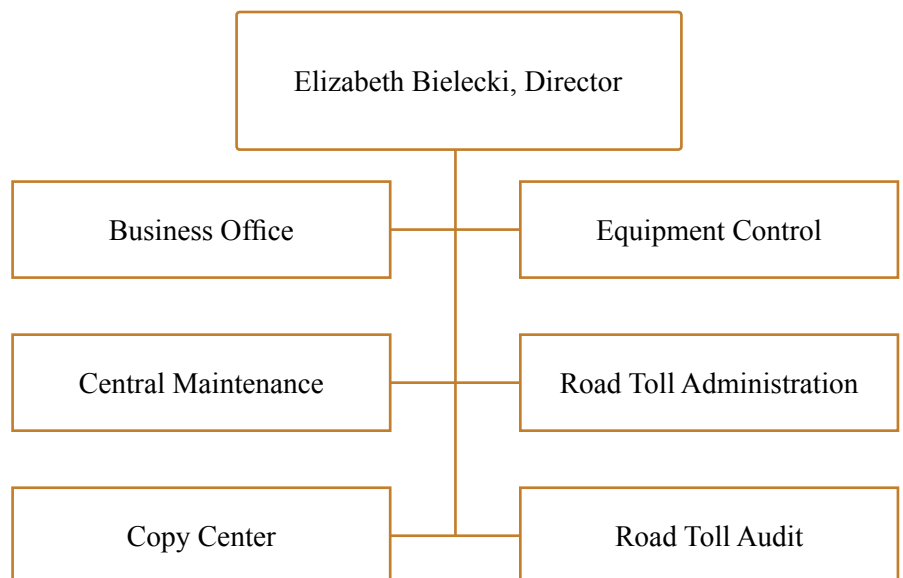 Elizabeth Bielecki, Director
Business Office
Equipment Control
Central Maintenance
Road Toll Administration
Copy Center
Road Toll Audit